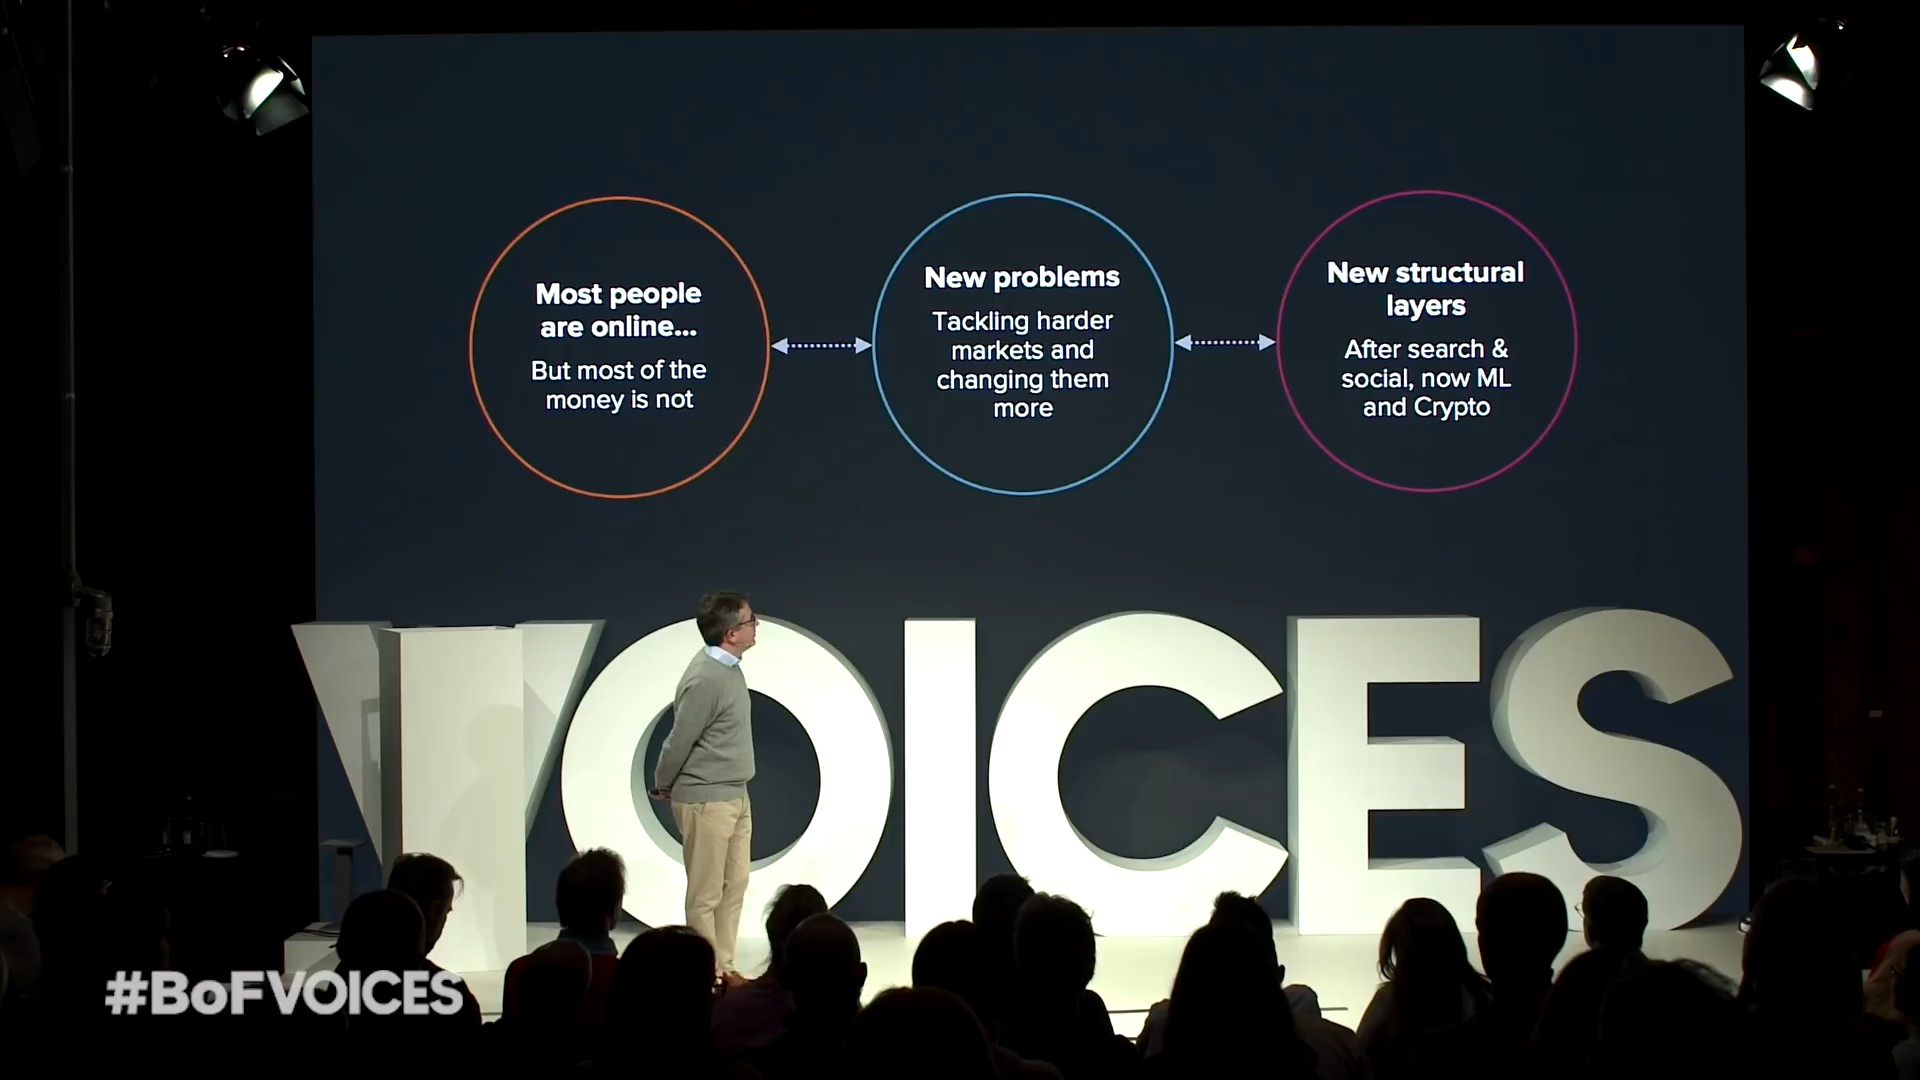 Most people
are online...
But most of the
money is not
New problems
Tackling harder
markets and
changing them
more
New structural
layers
After search &
social, now ML
and Crypto
VOICES
#BoFVOICES